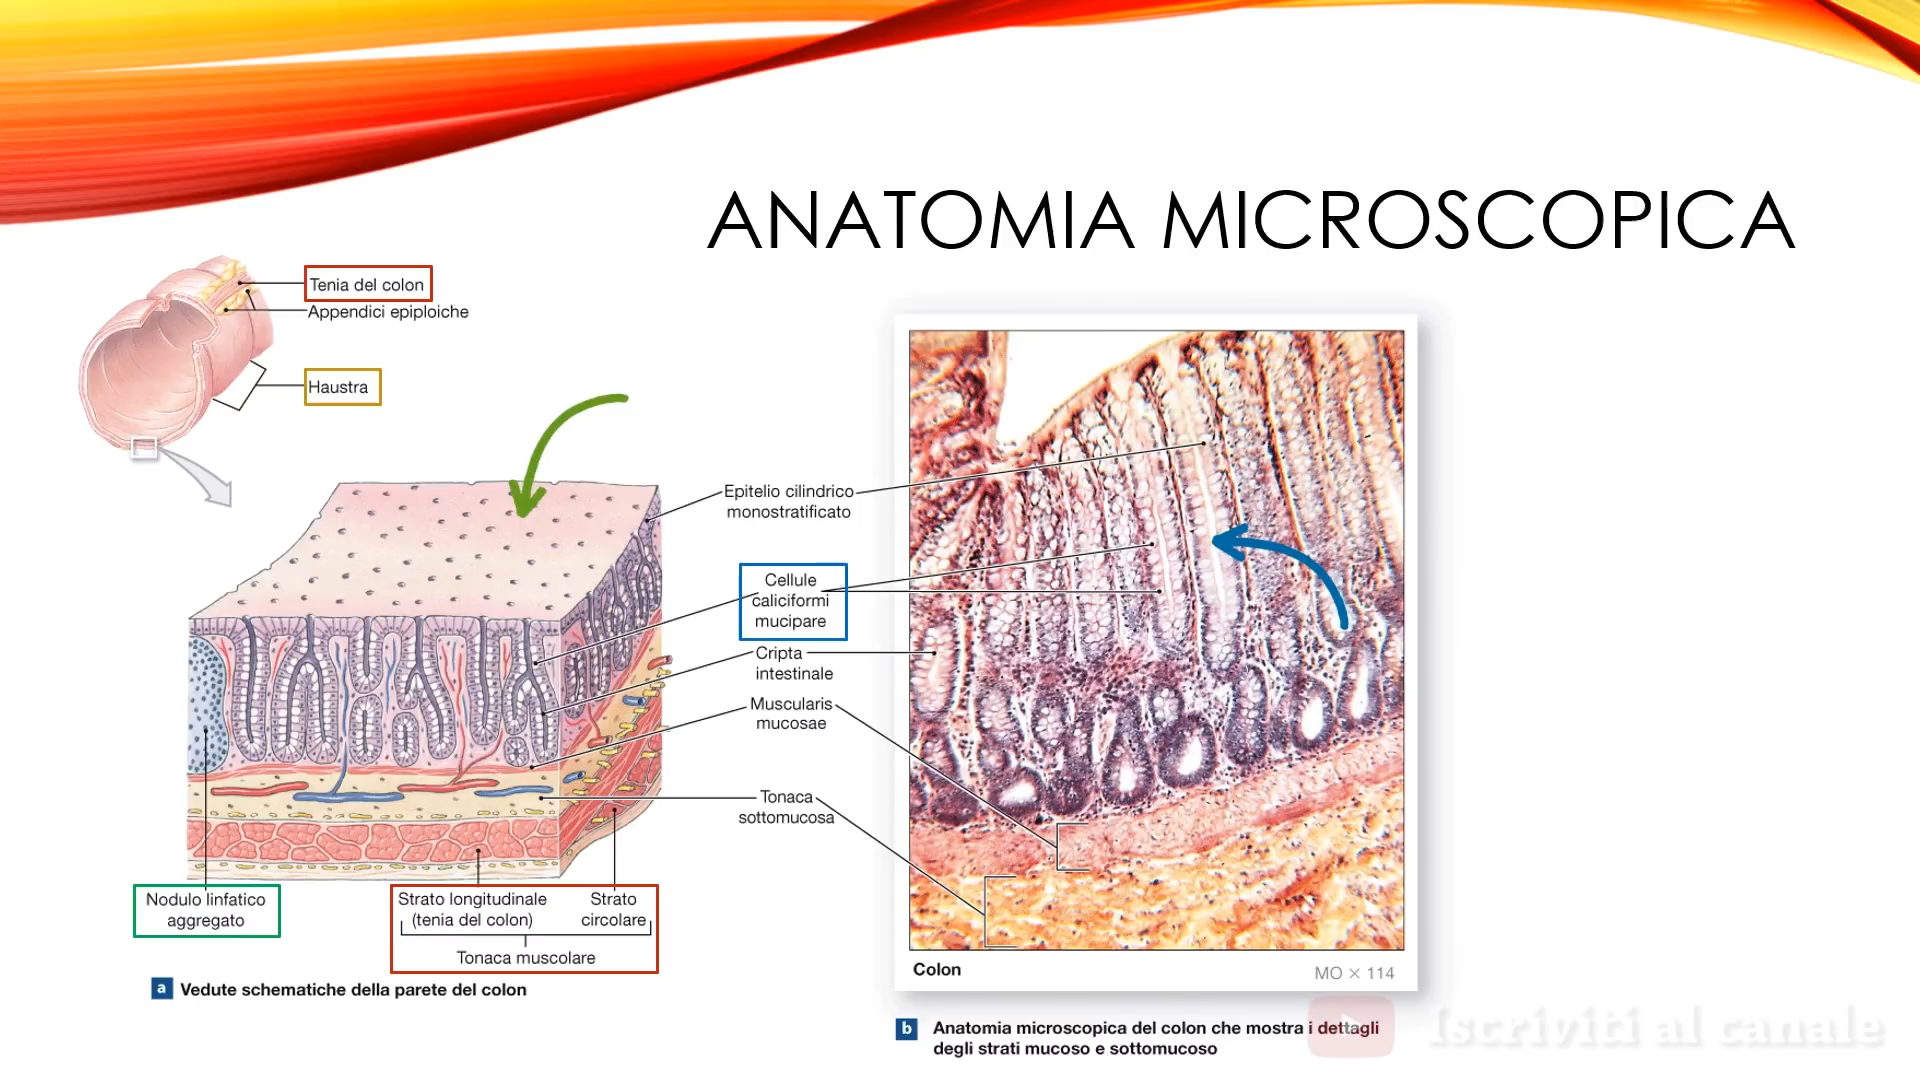 ANATOMIA MICROSCOPICA
Tenia del colon
Appendici epiploiche
Haustra
Epitelio cilindrico
monostratificato
Cellule
caliciformi
mucipare
Cripta
intestinale
Muscularis
mucosae
Tonaca
sottomucosa
Nodulo linfatico
aggregato
Strato longitudinale
(tenia del colon)
Strato
circolare
Tonaca muscolare
a Vedute schematiche della parete del colon
Colon
MO × 114
b Anatomia microscopica del colon che mostra i dettagli
degli strati mucoso e sottomucoso
Iscriviti al canale